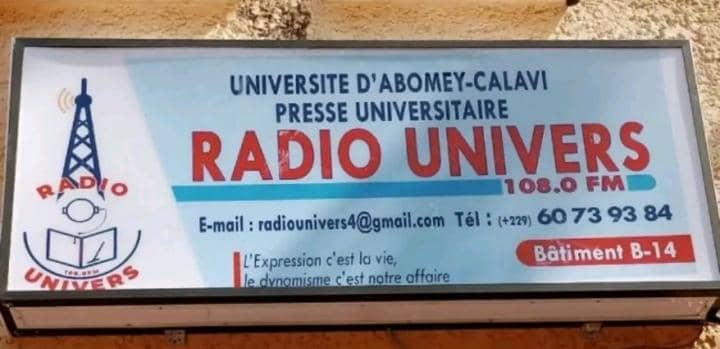 UNIVERSITE D'ABOMEY-CALAVI
PRESSE UNIVERSITAIRE
RADIO UNIVERS
108.0 FM
E-mail : radiounivers4@gmail.com Tél : (+229) 60 73 93 84
Bâtiment B-14
L'Expression c'est la vie,
le dynamisme c'est notre affaire
RADIO
UNIVERS